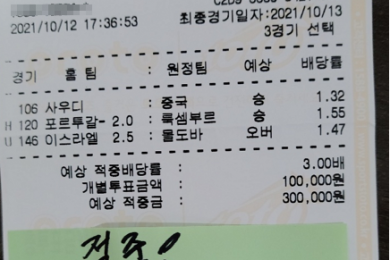 2021/10/12 17:36:53
최종경기일자:2021/10/13
3경기 선택
경기 홈 팀 : 원정팀 예상 배당률
106 사우디 : 중국 승 1.32
H 120 포르투갈- 2.0 : 룩셈부르 승 1.55
U 146 이스라엘 2.5 : 몰도바 오버 1.47
예상 적중배당률 : 3.00배
개별투표금액 : 100,000원
예상 적중금 : 300,000원